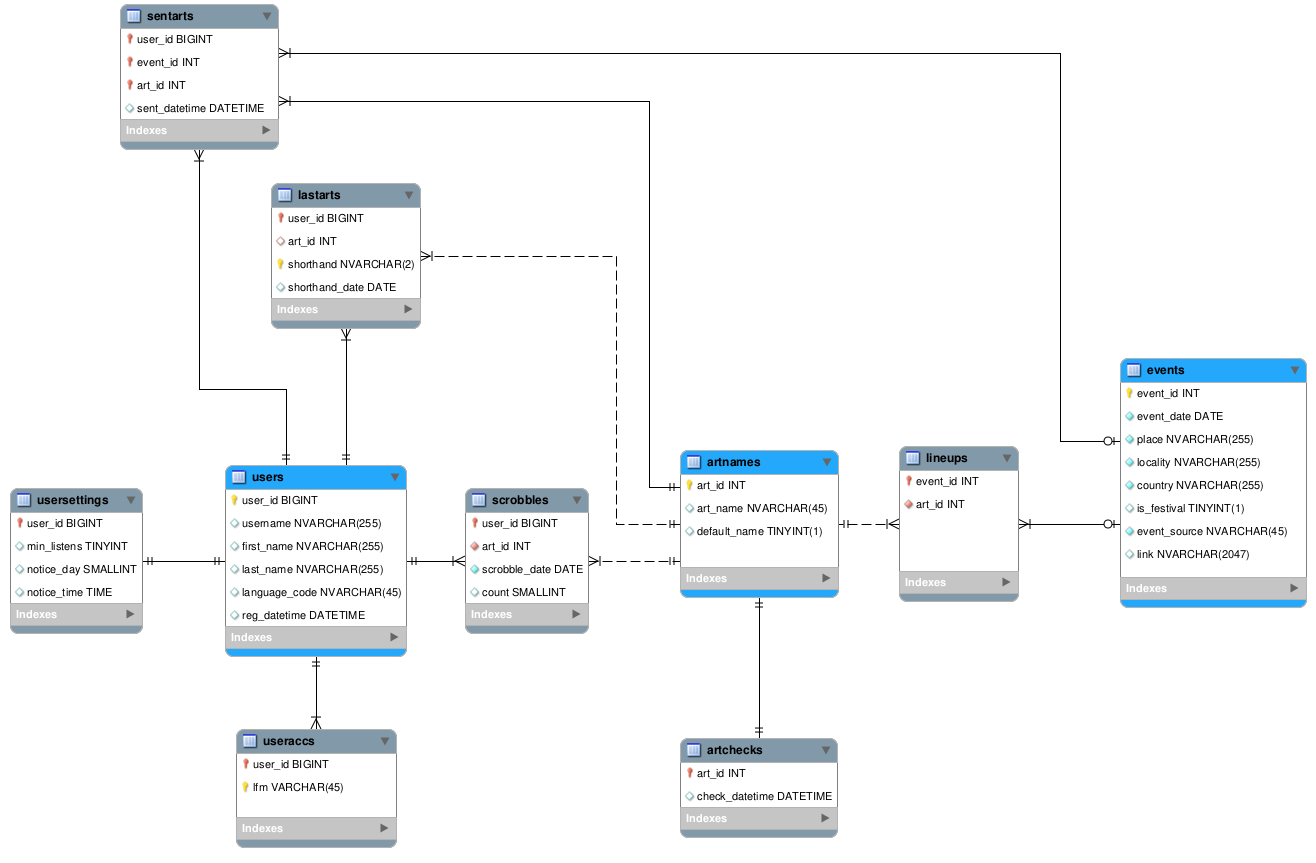 sentarts
user_id BIGINT
event_id INT
art_id INT
sent_datetime DATETIME
Indexes
lastarts
user_id BIGINT
art_id INT
shorthand NVARCHAR(2)
shorthand_date DATE
Indexes
usersettings
user_id BIGINT
min_listens TINYINT
notice_day SMALLINT
notice_time TIME
Indexes
users
user_id BIGINT
username NVARCHAR(255)
first_name NVARCHAR(255)
last_name NVARCHAR(255)
language_code NVARCHAR(45)
reg_datetime DATETIME
Indexes
scrobbles
user_id BIGINT
art_id INT
scrobble_date DATE
count SMALLINT
Indexes
artnames
art_id INT
art_name NVARCHAR(45)
default_name TINYINT(1)
Indexes
lineups
event_id INT
art_id INT
Indexes
events
event_id INT
event_date DATE
place NVARCHAR(255)
locality NVARCHAR(255)
country NVARCHAR(255)
is_festival TINYINT(1)
event_source NVARCHAR(45)
link NVARCHAR(2047)
Indexes
useraccs
user_id BIGINT
lfm VARCHAR(45)
Indexes
artchecks
art_id INT
check_datetime DATETIME
Indexes